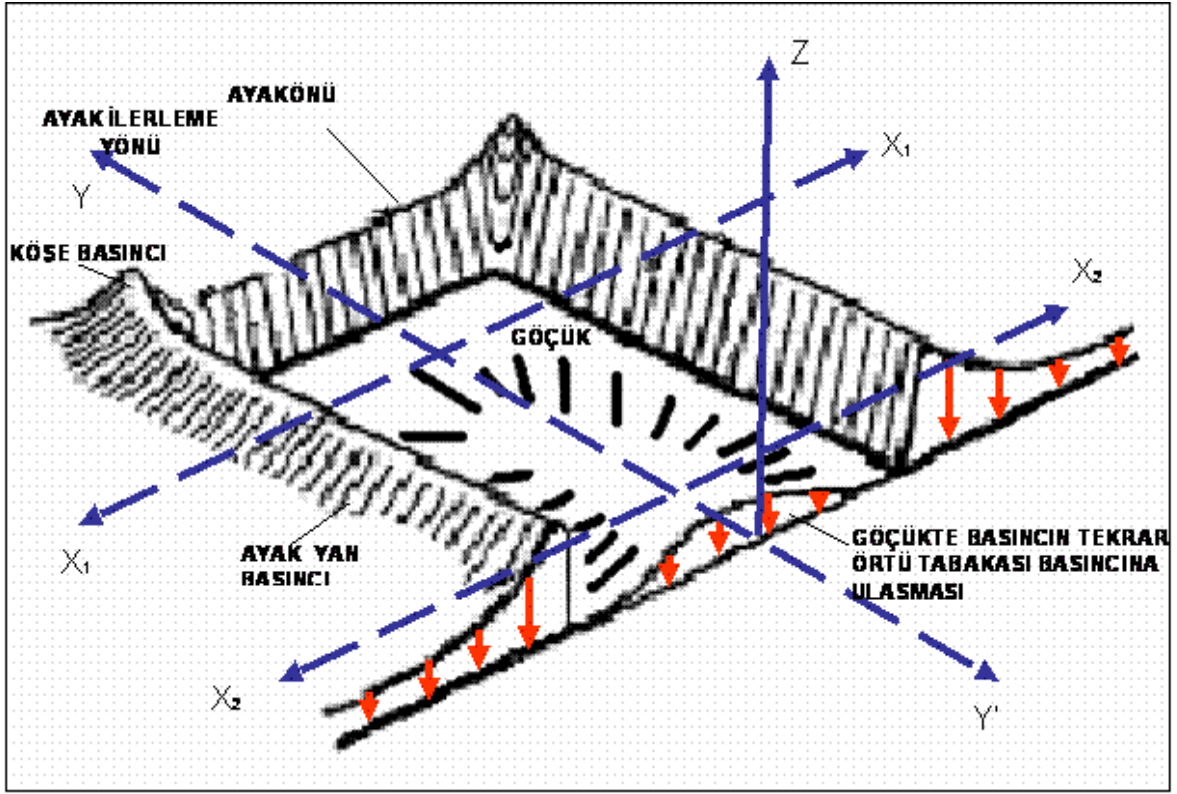 Z
AYAKÖNÜ
AYAK İLERLEME
YÖNÜ
X₁
Y
KÖŞE BASINCI
X₂
GÖÇÜK
X₁
AYAK YAN
BASINCI
GÖÇÜKTE BASINCIN TEKRAR
ÖRTÜ TABAKASI BASINCINA
ULASMASI
X₂
Y'